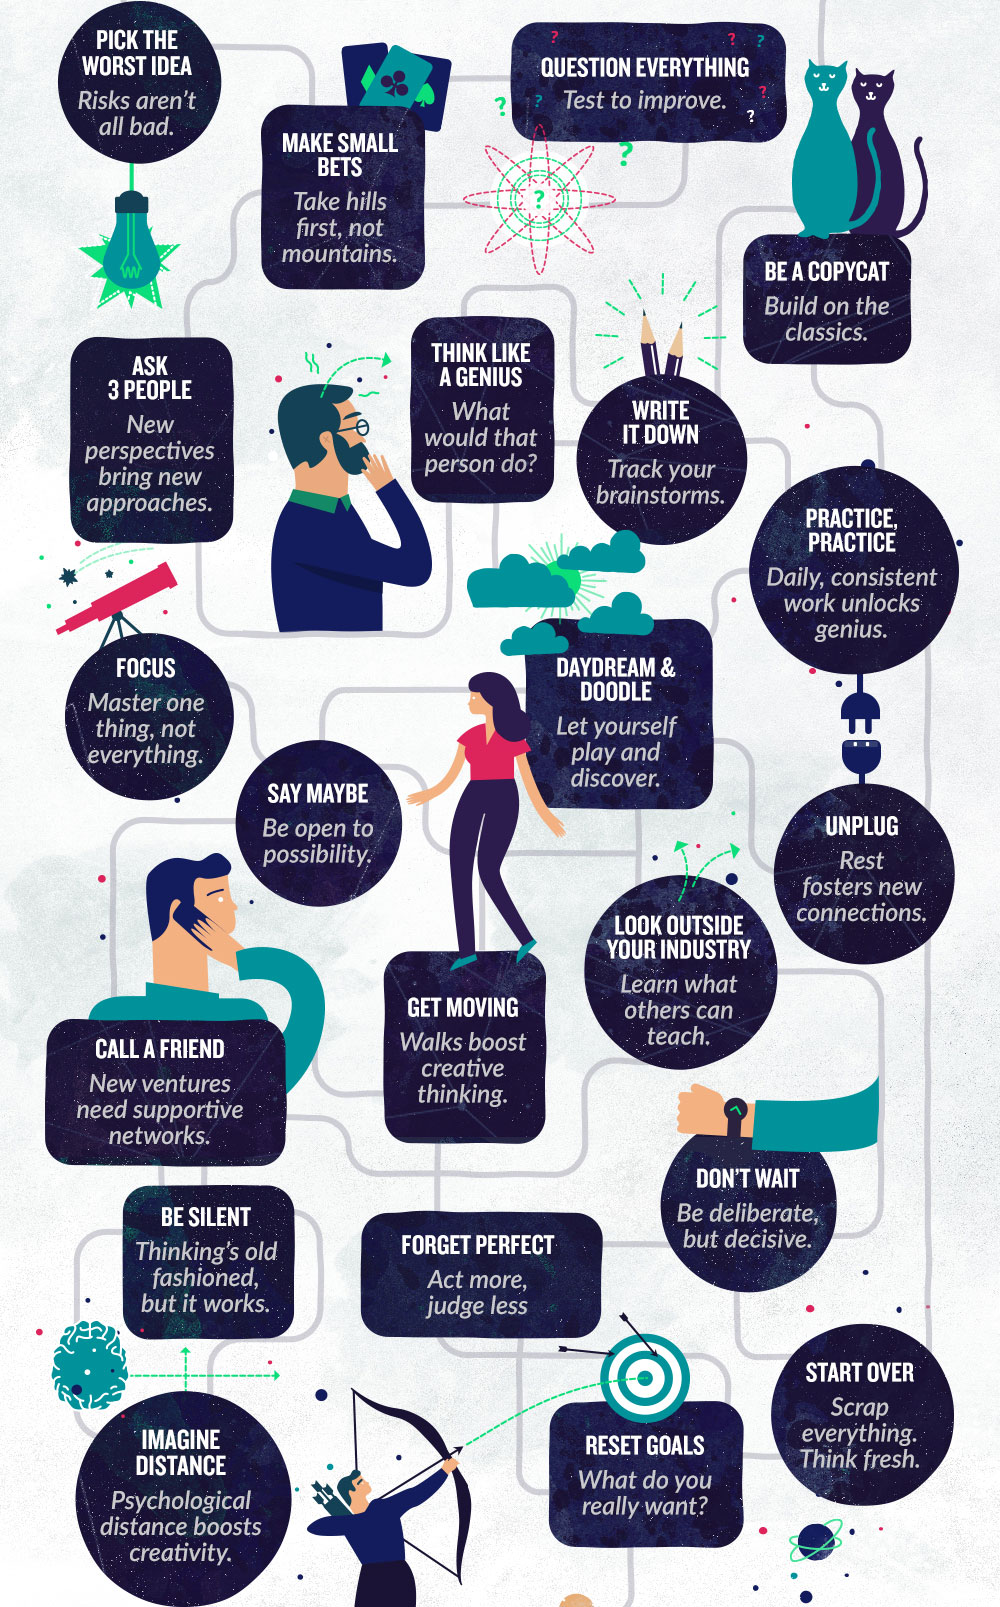 PICK THE
WORST IDEA
Risks aren't
all bad.
MAKE SMALL
BETS
Take hills
first, not
mountains.
QUESTION EVERYTHING
Test to improve.
?
?
?
?
?
?
?
?
?
BE A COPYCAT
Build on the
classics.
ASK
3 PEOPLE
New
perspectives
bring new
approaches.
THINK LIKE
A GENIUS
What
would that
person do?
WRITE
IT DOWN
Track your
brainstorms.
PRACTICE,
PRACTICE
Daily, consistent
work unlocks
genius.
FOCUS
Master one
thing, not
everything.
DAYDREAM &
DOODLE
Let yourself
play and
discover.
SAY MAYBE
Be open to
possibility.
UNPLUG
Rest
fosters new
connections.
LOOK OUTSIDE
YOUR INDUSTRY
Learn what
others can
teach.
GET MOVING
Walks boost
creative
thinking.
CALL A FRIEND
New ventures
need supportive
networks.
DON'T WAIT
Be deliberate,
but decisive.
BE SILENT
Thinking's old
fashioned,
but it works.
FORGET PERFECT
Act more,
judge less
START OVER
Scrap
everything.
Think fresh.
IMAGINE
DISTANCE
Psychological
distance boosts
creativity.
RESET GOALS
What do you
really want?